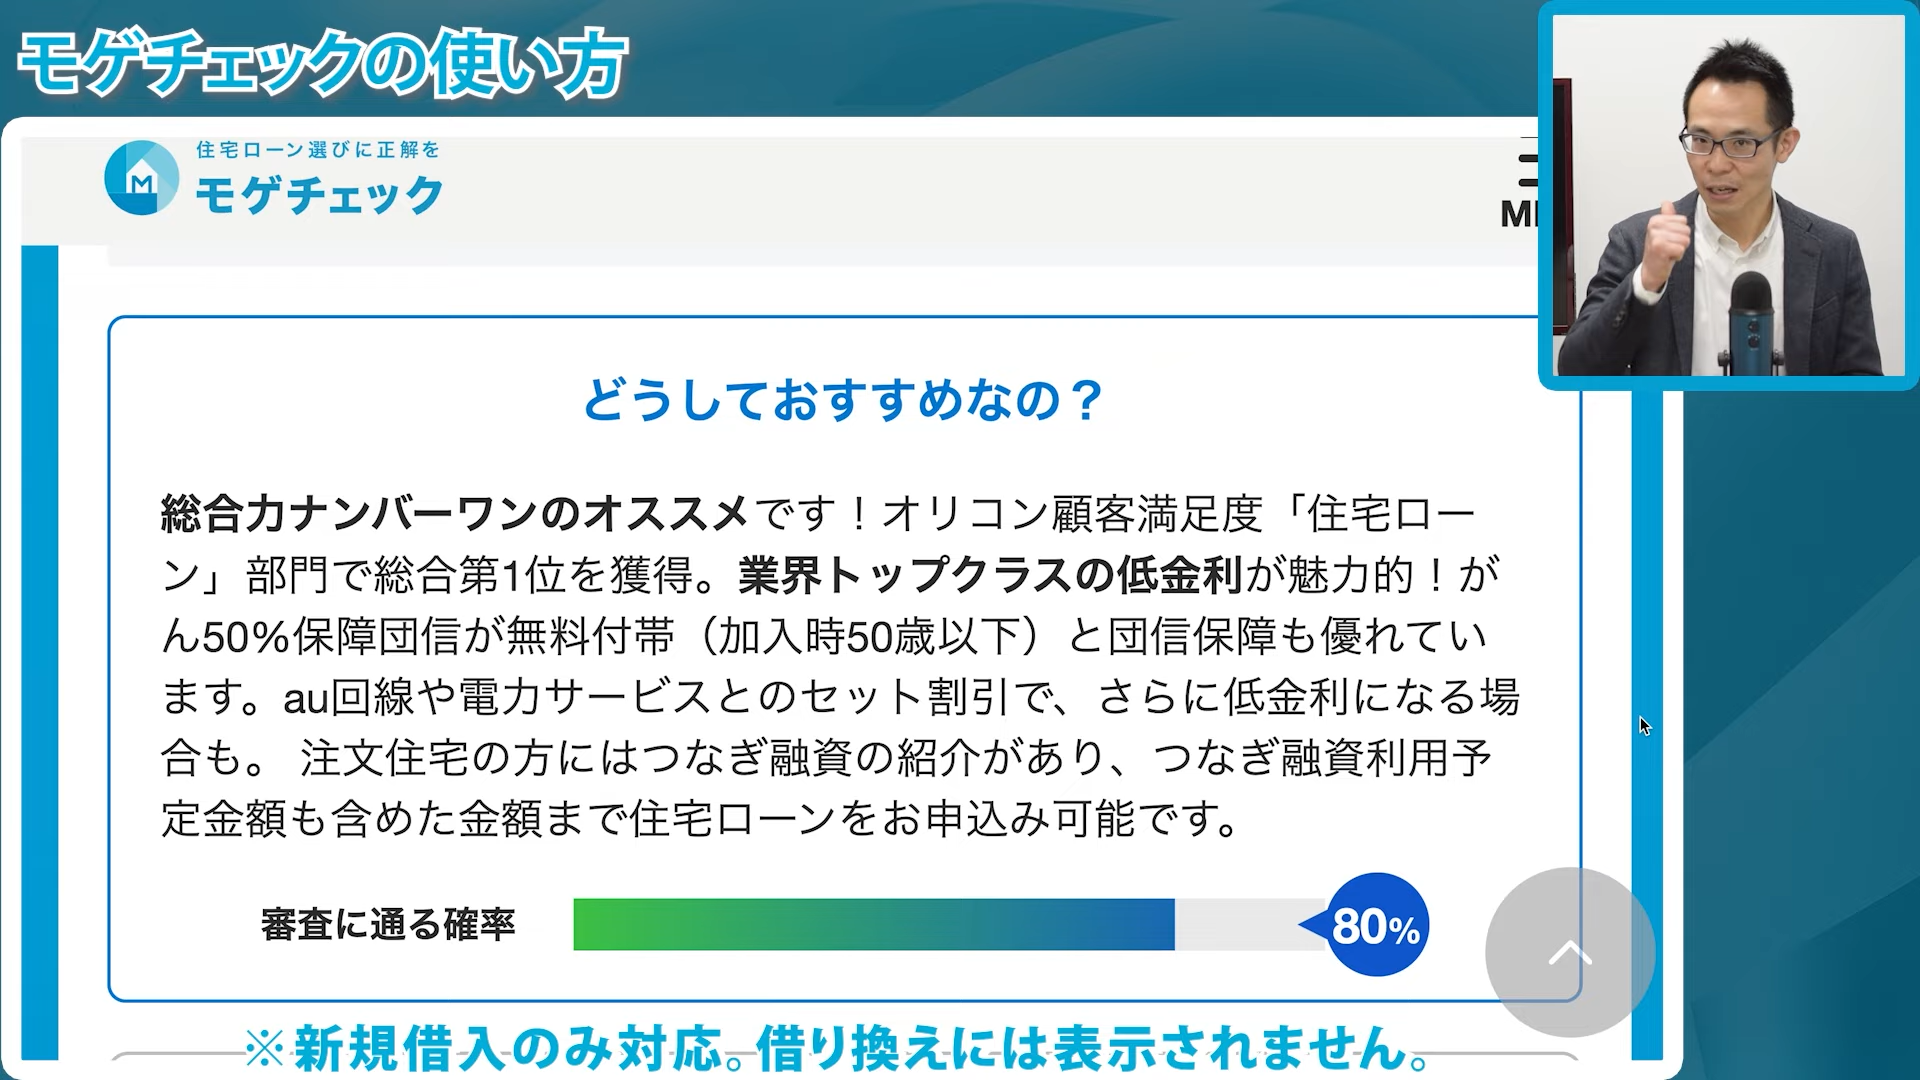 モゲチェックの使い方
住宅ローン選びに正解を
モゲチェック
どうしておすすめなの？
総合力ナンバーワンのオススメです！オリコン顧客満足度「住宅ロー
ン」部門で総合第1位を獲得。業界トップクラスの低金利が魅力的！が
ん50%保障団信が無料付帯（加入時50歳以下）と団信保障も優れてい
ます。au回線や電力サービスとのセット割引で、さらに低金利になる場
合も。 注文住宅の方にはつなぎ融資の紹介があり、つなぎ融資利用予
定金額も含めた金額まで住宅ローンをお申込み可能です。
審査に通る確率
80%
※新規借入のみ対応。借り換えには表示されません。